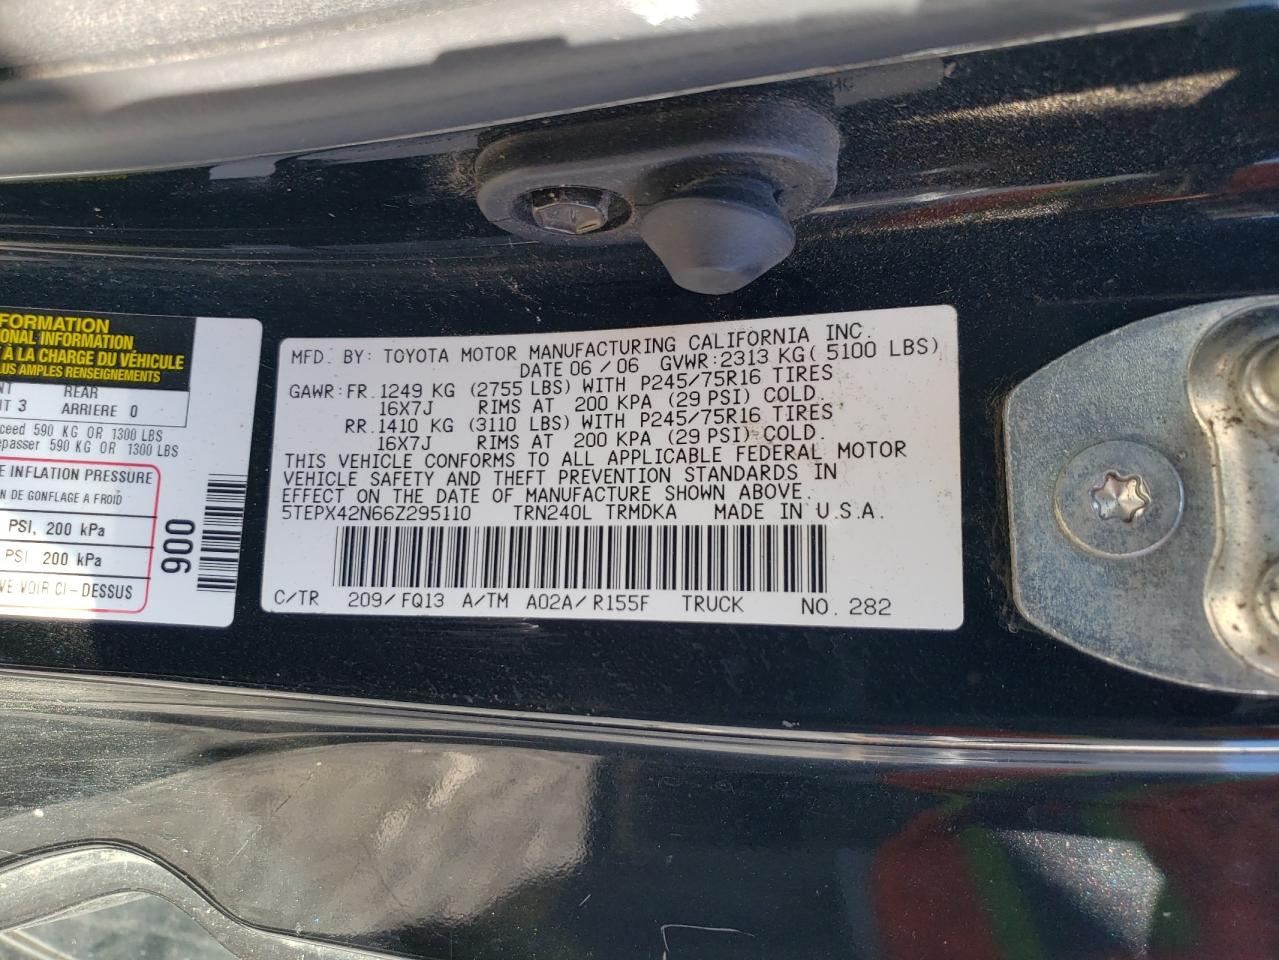 FORMATION
ONAL INFORMATION
À LA CHARGE DU VÉHICULE
LUS AMPLES RENSEIGNEMENTS
REAR
3
ARRIERE 0
590 KG OR 1300 LBS
590 KG OR 1300 LBS
E INFLATION PRESSURE
N DE GONFLAGE A FROID
PSI, 200 kPa
PSI 200 kPa
VE VOIR CI-DESSUS
900
MFD. BY: TOYOTA MOTOR MANUFACTURING CALIFORNIA INC.
DATE 06/06 GVWR:2313 KG( 5100 LBS)
GAWR:FR.1249 KG (2755 LBS) WITH P245/75R16 TIRES
16X7J RIMS AT 200 KPA (29 PSI) COLD.
RR.1410 KG (3110 LBS) WITH P245/75R16 TIRES
16X7J RIMS AT 200 KPA (29 PSI) COLD.
THIS VEHICLE CONFORMS TO ALL APPLICABLE FEDERAL MOTOR
VEHICLE SAFETY AND THEFT PREVENTION STANDARDS IN
EFFECT ON THE DATE OF MANUFACTURE SHOWN ABOVE.
5TEPX42N66Z295110 TRN240L TRMDKA MADE IN U.S.A.
C/TR 209/FQ13 A/TM A02A/R155F TRUCK NO. 282